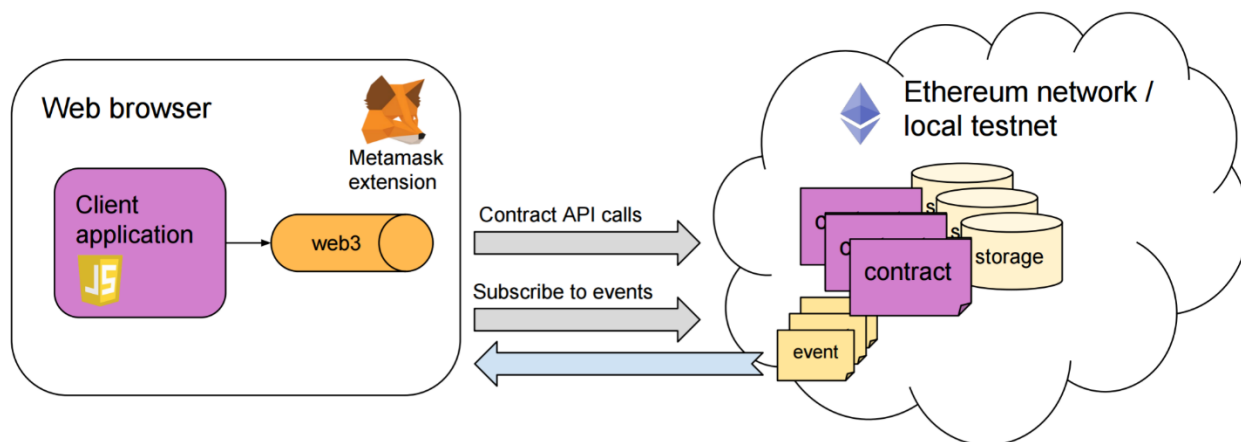 Web browser
Metamask
extension
Client
application
JS
web3
Contract API calls
Subscribe to events
Ethereum network /
local testnet
contract
storage
event